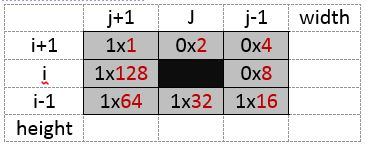 j+1 J j-1 width
i+1 1x1 0x2 0x4
i 1x128 0x8
i-1 1x64 1x32 1x16
height